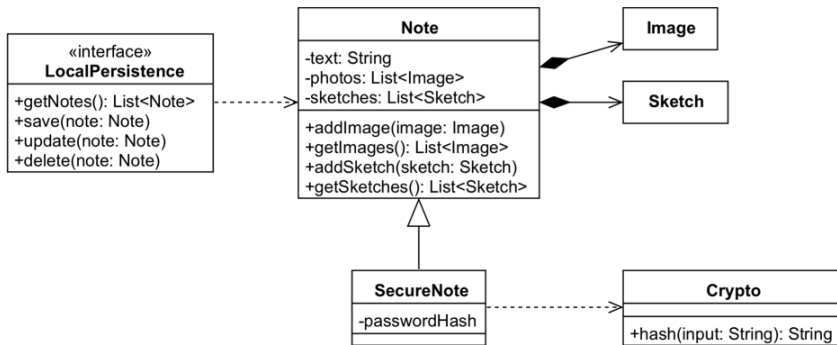 «interface»
LocalPersistence
+getNotes(): List<Note>
+save(note: Note)
+update(note: Note)
+delete(note: Note)
Note
-text: String
-photos: List<Image>
-sketches: List<Sketch>
+addImage(image: Image)
+getImages(): List<Image>
+addSketch(sketch: Sketch)
+getSketches(): List<Sketch>
Image
Sketch
SecureNote
-passwordHash
Crypto
+hash(input: String): String